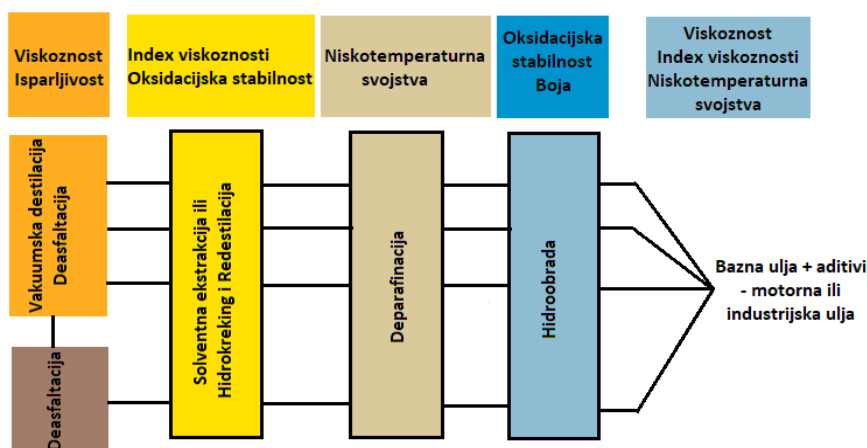 Viskoznost
Isparljivost
Index viskoznosti
Oksidacijska stabilnost
Niskotemperaturna
svojstva
Oksidacijska
stabilnost
Boja
Viskoznost
Index viskoznosti
Niskotemperaturna
svojstva
Vakuumska destilacija
Deasfaltacija
Deasfaltacija
Solventna ekstrakcija ili
Hidrokreking i Redestilacija
Deparafinacija
Hidroobrada
Bazna ulja + aditivi
- motorna ili
industrijska ulja